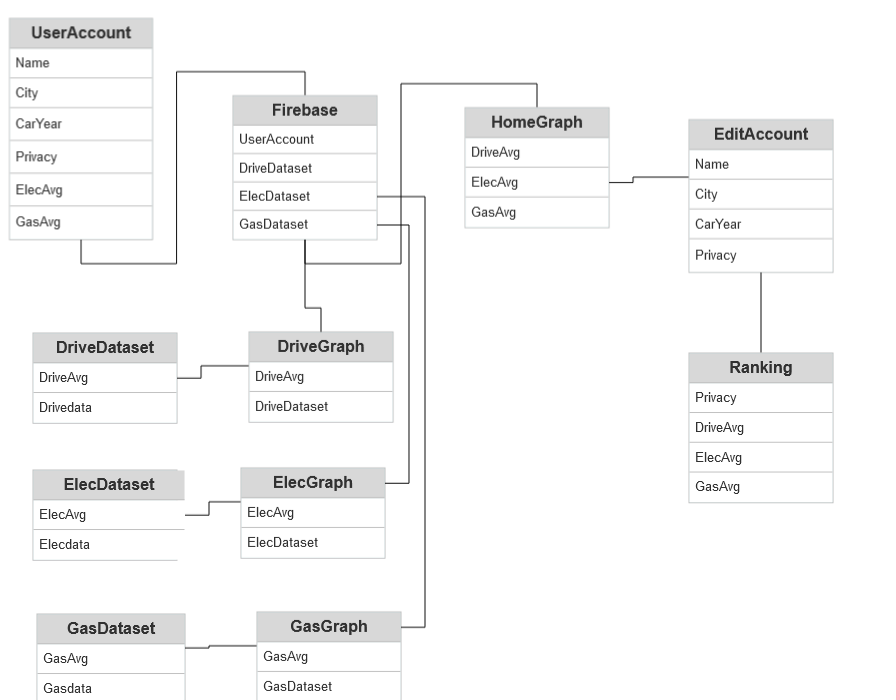 UserAccount
Name
City
CarYear
Privacy
ElecAvg
GasAvg
Firebase
UserAccount
DriveDataset
ElecDataset
GasDataset
HomeGraph
DriveAvg
ElecAvg
GasAvg
EditAccount
Name
City
CarYear
Privacy
DriveDataset
DriveAvg
Drivedata
DriveGraph
DriveAvg
DriveDataset
Ranking
Privacy
DriveAvg
ElecAvg
GasAvg
ElecDataset
ElecAvg
Elecdata
ElecGraph
ElecAvg
ElecDataset
GasDataset
GasAvg
Gasdata
GasGraph
GasAvg
GasDataset